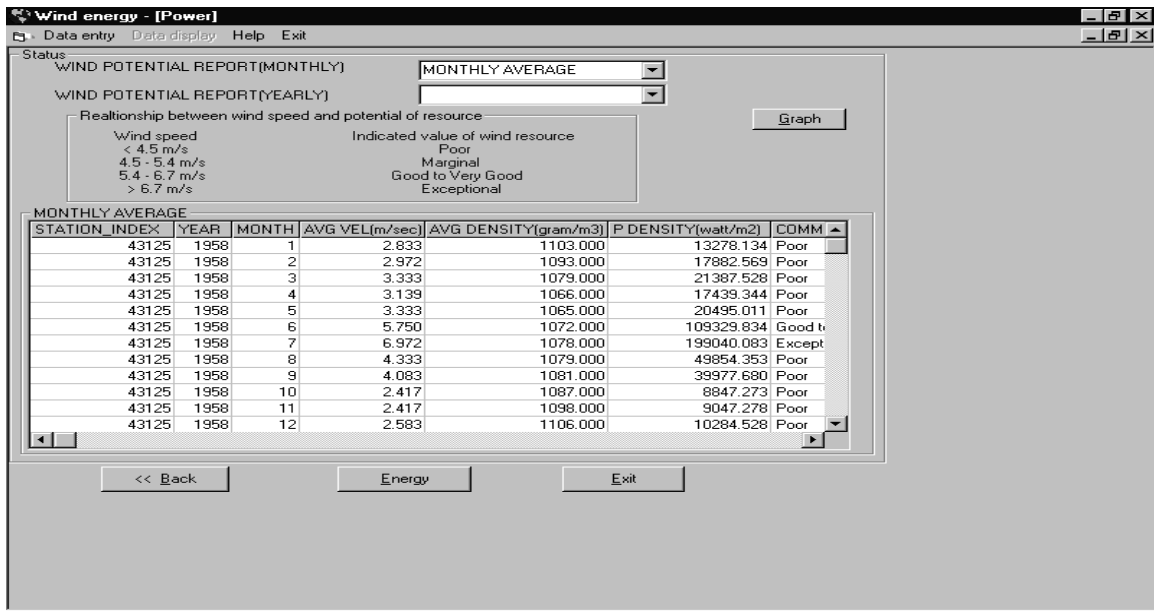 Wind energy - [Power]
Data entry Data display Help Exit
Status
WIND POTENTIAL REPORT(MONTHLY) MONTHLY AVERAGE
WIND POTENTIAL REPORT(YEARLY)
Realtionship between wind speed and potential of resource
Graph
Wind speed Indicated value of wind resource
< 4.5 m/s Poor
4.5 - 5.4 m/s Marginal
5.4 - 6.7 m/s Good to Very Good
> 6.7 m/s Exceptional
MONTHLY AVERAGE
STATION_INDEX YEAR MONTH AVG VEL(m/sec) AVG DENSITY(gram/m3) P DENSITY(watt/m2) COMM
43125 1958 1 2.833 1103.000 13278.134 Poor
43125 1958 2 2.972 1093.000 17882.569 Poor
43125 1958 3 3.333 1079.000 21387.528 Poor
43125 1958 4 3.139 1066.000 17439.344 Poor
43125 1958 5 3.333 1065.000 20495.011 Poor
43125 1958 6 5.750 1072.000 109329.834 Good t
43125 1958 7 6.972 1078.000 199040.083 Except
43125 1958 8 4.333 1079.000 49854.353 Poor
43125 1958 9 4.083 1081.000 39977.680 Poor
43125 1958 10 2.417 1087.000 8847.273 Poor
43125 1958 11 2.417 1098.000 9047.278 Poor
43125 1958 12 2.583 1106.000 10284.528 Poor
<< Back Energy Exit